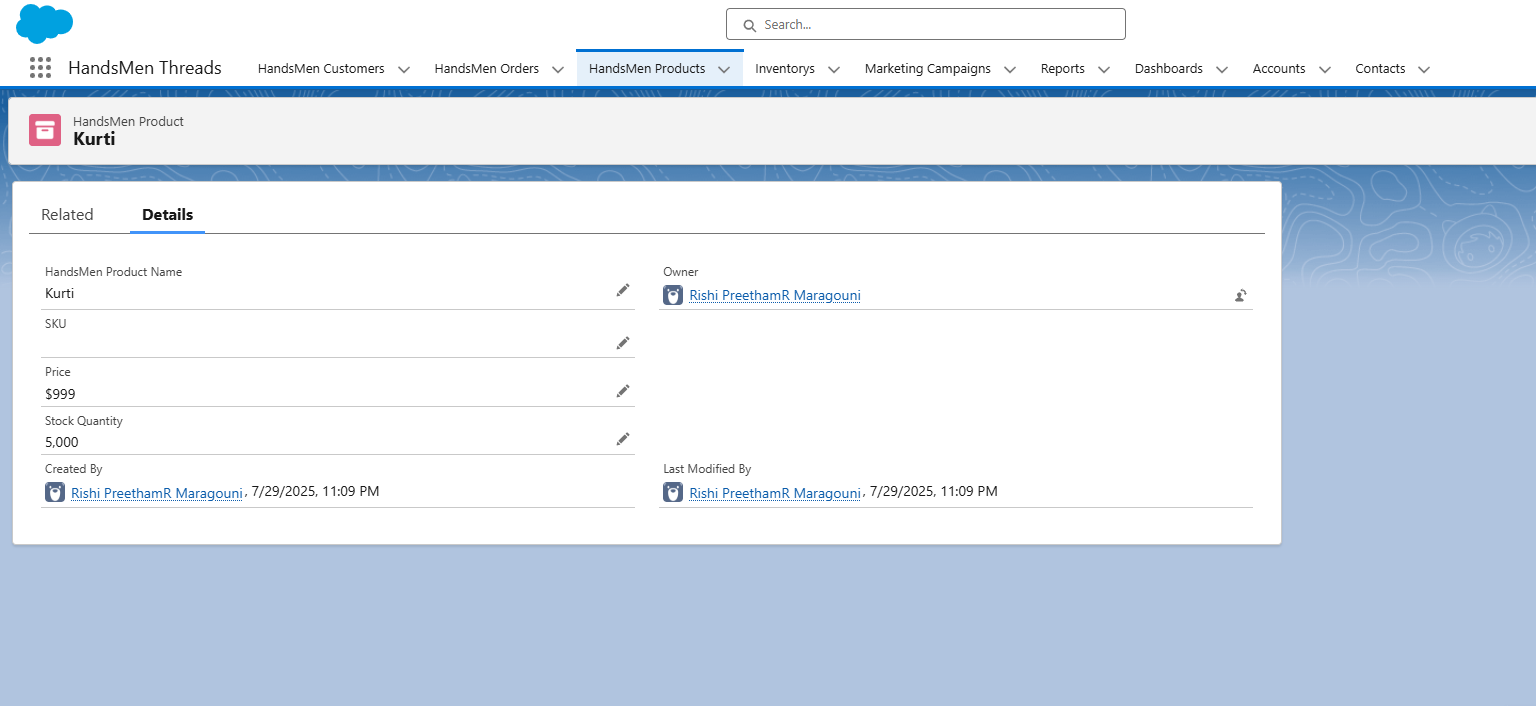 Search...
HandsMen Threads
HandsMen Customers
HandsMen Orders
HandsMen Products
Inventorys
Marketing Campaigns
Reports
Dashboards
Accounts
Contacts
HandsMen Product
Kurti
Related
Details
HandsMen Product Name
Kurti
Owner
Rishi PreethamR Maragouni
SKU
Price
$999
Stock Quantity
5,000
Created By
Rishi PreethamR Maragouni, 7/29/2025, 11:09 PM
Last Modified By
Rishi PreethamR Maragouni, 7/29/2025, 11:09 PM